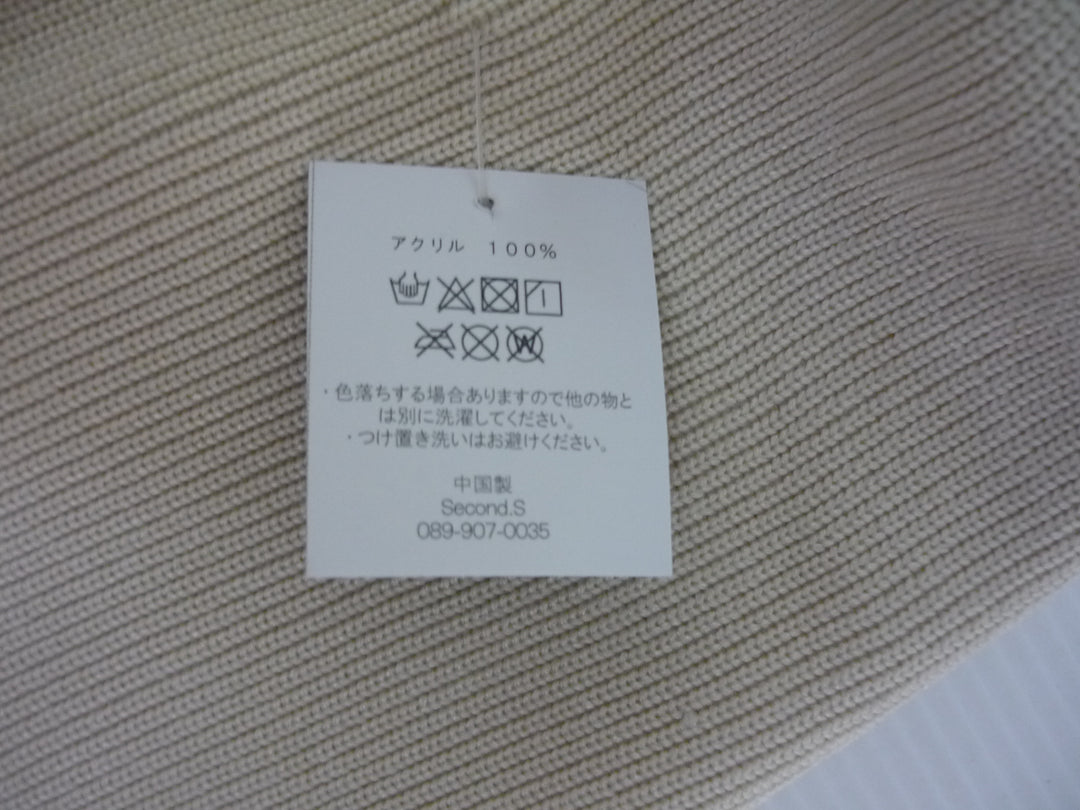 アクリル 100%
W
・色落ちする場合ありますので他の物と
は別に洗濯してください。
・つけ置き洗いはお避けください。
中国製
Second.S
089-907-0035